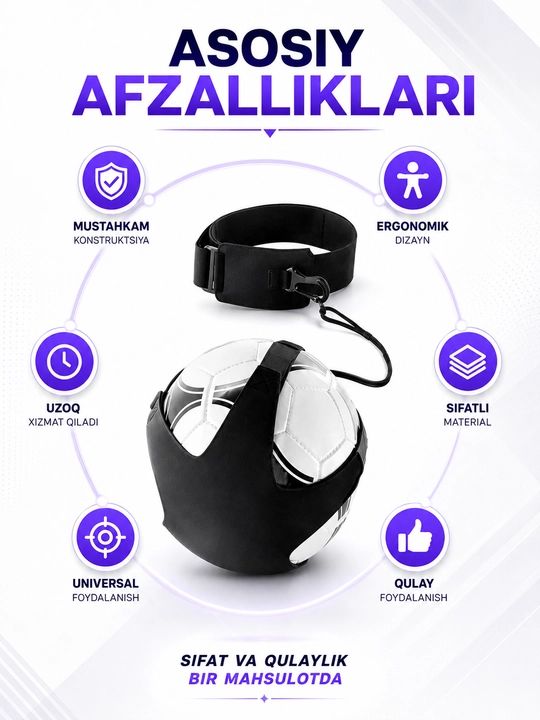 ASOSIY
AFZALLIKLARI
MUSTAHKAM
KONSTRUKTSIYA
ERGONOMIK
DIZAYN
UZOQ
XIZMAT QILADI
SIFATLI
MATERIAL
UNIVERSAL
FOYDALANISH
QULAY
FOYDALANISH
SIFAT VA QULAYLIK
BIR MAHSULOTDA